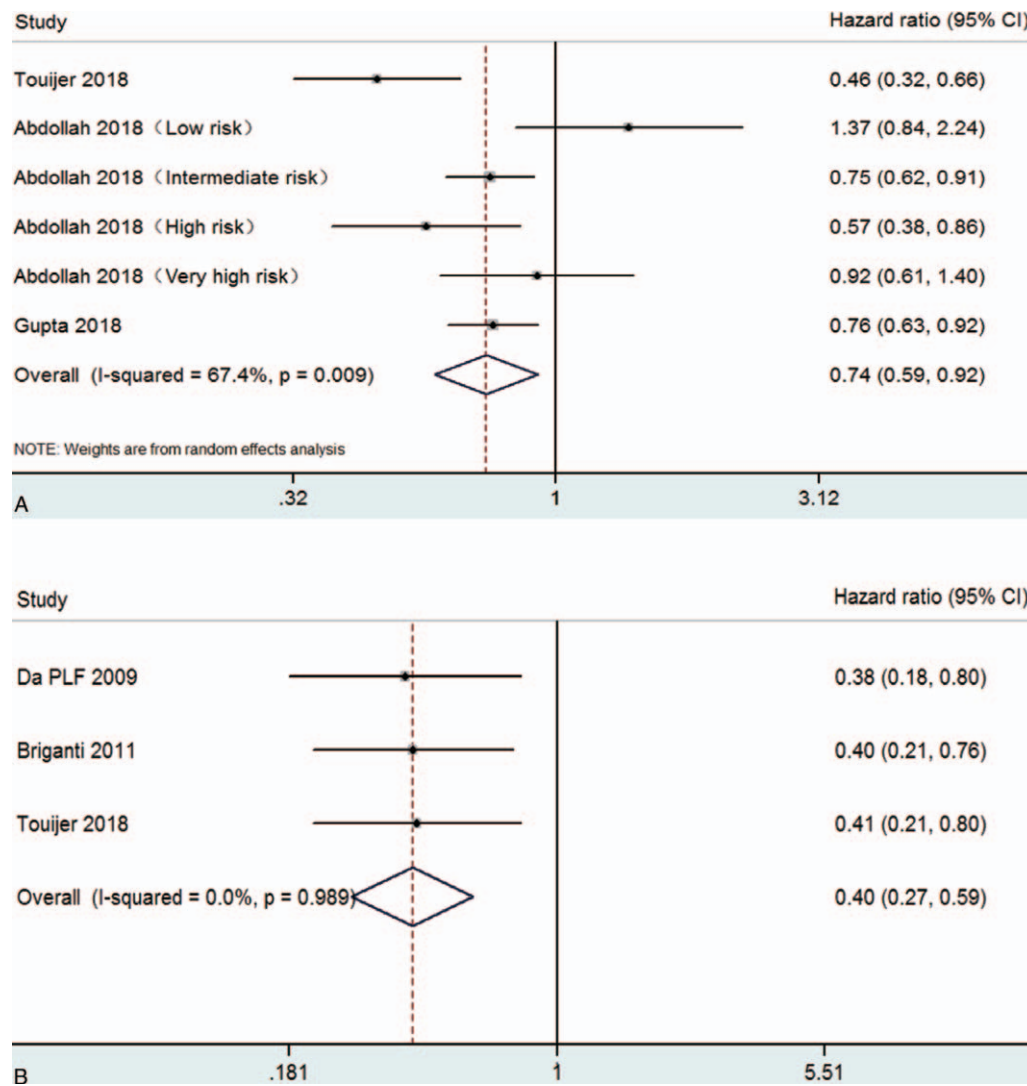 Study Hazard ratio (95% CI)
Touijer 2018 0.46 (0.32, 0.66)
Abdollah 2018（Low risk） 1.37 (0.84, 2.24)
Abdollah 2018（Intermediate risk） 0.75 (0.62, 0.91)
Abdollah 2018（High risk） 0.57 (0.38, 0.86)
Abdollah 2018（Very high risk） 0.92 (0.61, 1.40)
Gupta 2018 0.76 (0.63, 0.92)
Overall (I-squared = 67.4%, p = 0.009) 0.74 (0.59, 0.92)
NOTE: Weights are from random effects analysis
A .32 1 3.12
Study Hazard ratio (95% CI)
Da PLF 2009 0.38 (0.18, 0.80)
Briganti 2011 0.40 (0.21, 0.76)
Touijer 2018 0.41 (0.21, 0.80)
Overall (I-squared = 0.0%, p = 0.989) 0.40 (0.27, 0.59)
B .181 1 5.51